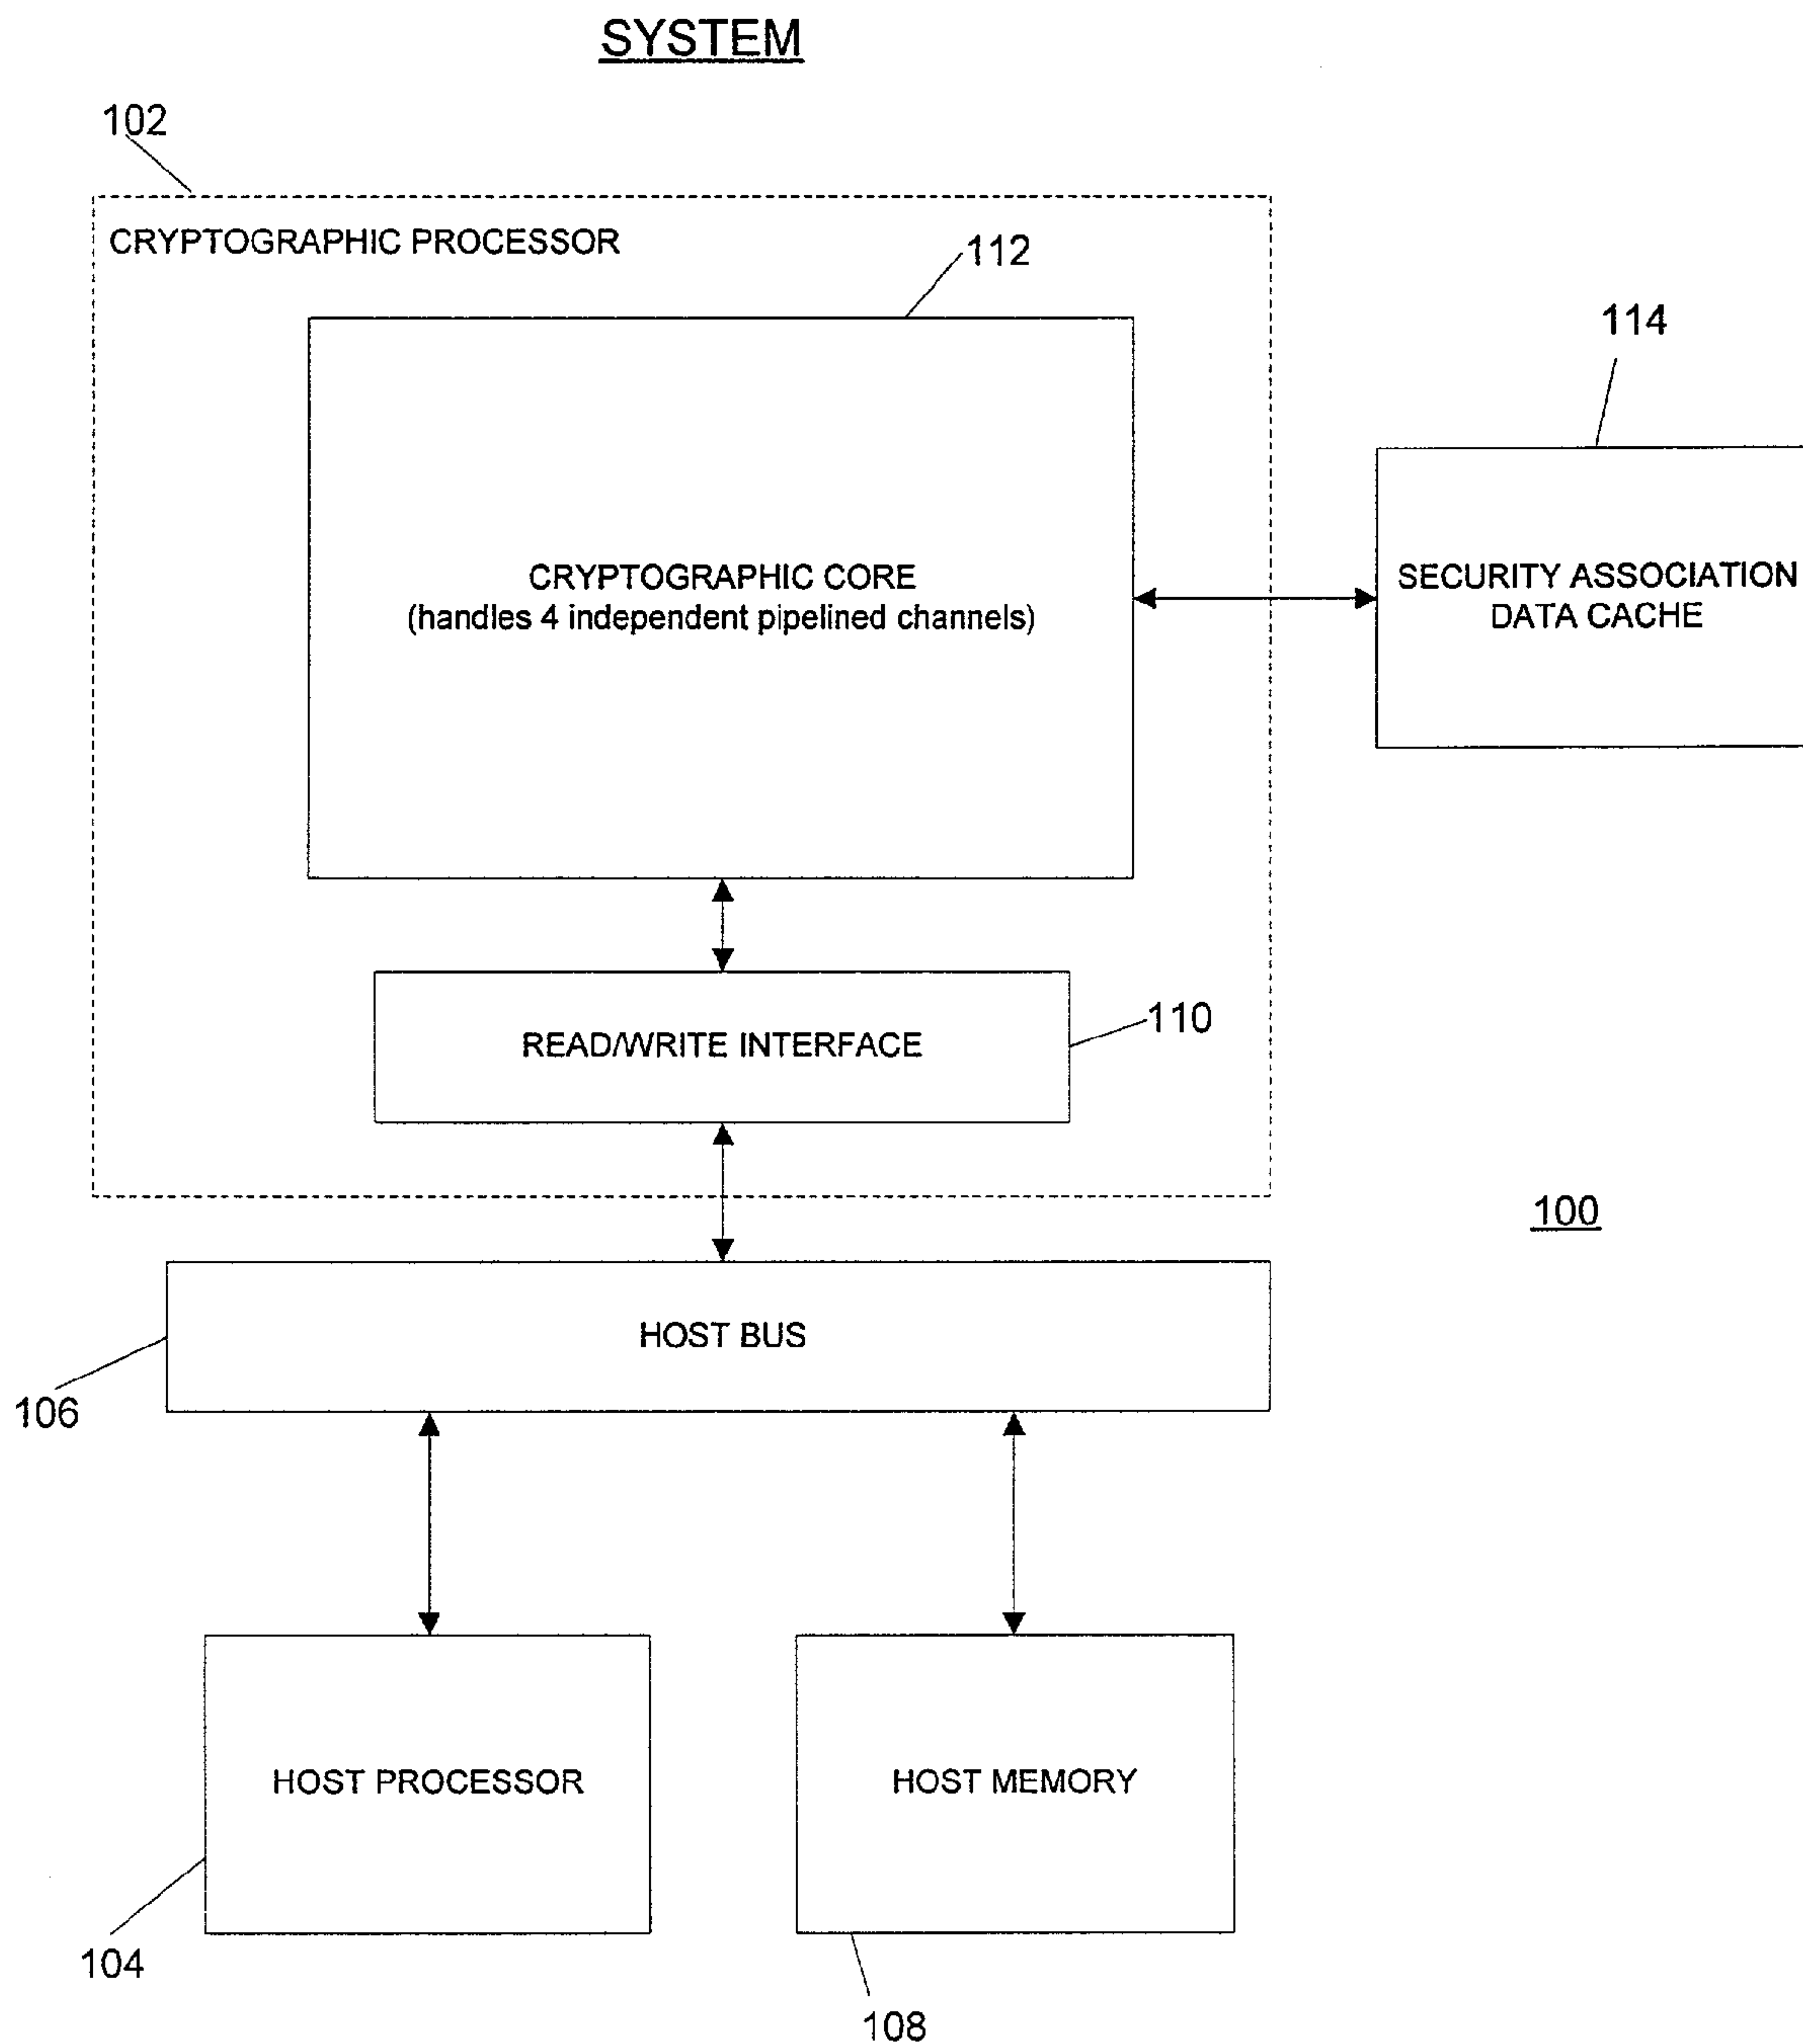 SYSTEM
102
CRYPTOGRAPHIC PROCESSOR
112
114
CRYPTOGRAPHIC CORE
(handles 4 independent pipelined channels)
SECURITY ASSOCIATION
DATA CACHE
110
READ/WRITE INTERFACE
100
HOST BUS
106
HOST PROCESSOR
HOST MEMORY
104
108